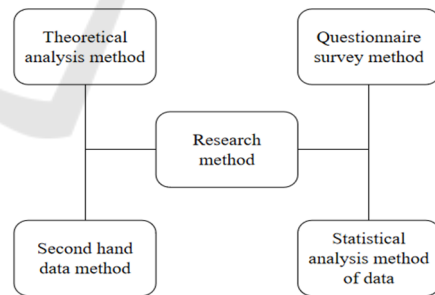 Theoretical
analysis method
Questionnaire
survey method
Research
method
Second hand
data method
Statistical
analysis method
of data